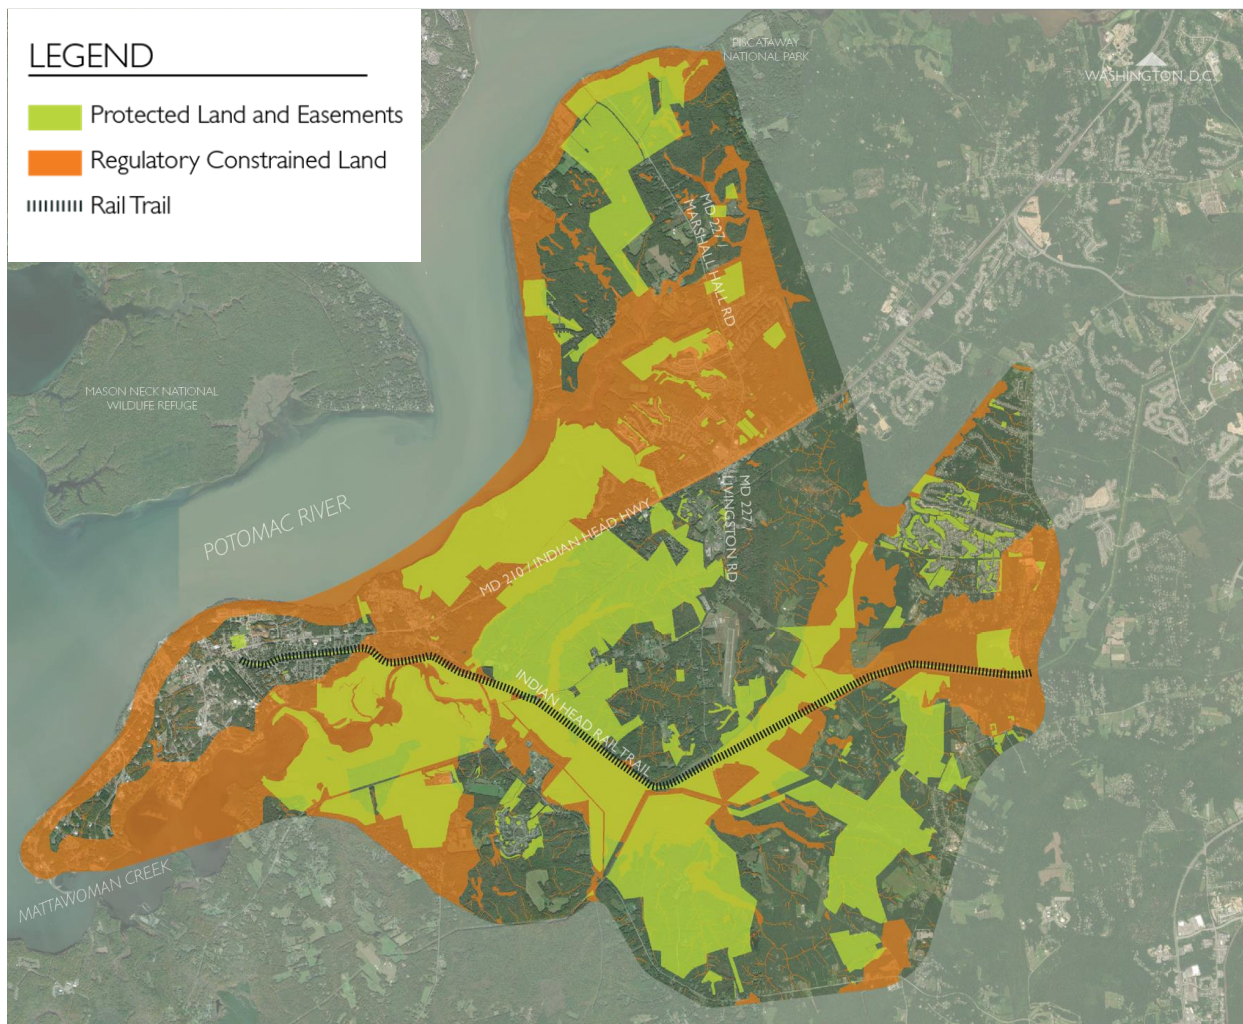 LEGEND
Protected Land and Easements
Regulatory Constrained Land
Rail Trail
PISCATAWAY
NATIONAL PARK
WASHINGTON, D.C.
MD 227 /
MARSHALL HALL RD
MASON NECK NATIONAL
WILDLIFE REFUGE
POTOMAC RIVER
MD 210 / INDIAN HEAD HWY
MD 227/
LIVINGSTON RD
INDIAN HEAD RAIL TRAIL
MATTAWOMAN CREEK